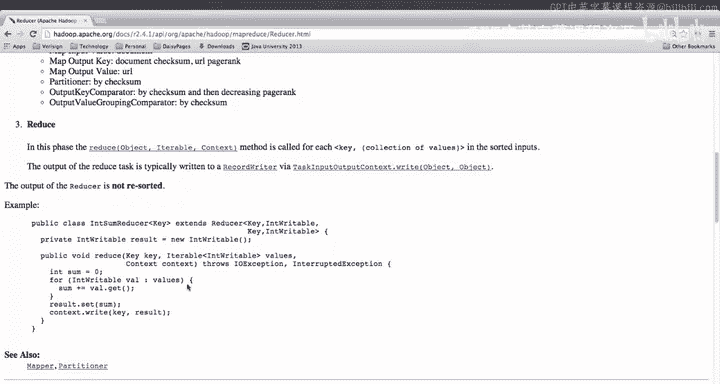 Reducer (Apache Hadoop
hadoop.apache.org/docs/r2.4.1/api/org/apache/hadoop/mapreduce/Reducer.html
Apps Workison Technology Personal DaisyPages Downloads Java University 2013 Other Bookmarks
Map Output Key: document checksum, url pagerank
Map Output Value: url
Partitioner: by checksum
OutputKeyComparator: by checksum and then decreasing pagerank
OutputValueGroupingComparator: by checksum
3. Reduce
In this phase the reduce(Object, Iterable, Context) method is called for each <key, (collection of values)> in the sorted inputs.
The output of the reduce task is typically written to a RecordWriter via TaskInputOutputContext.write(Object, Object).
The output of the Reducer is not re-sorted.
Example:
public class IntSumReducer<Key> extends Reducer<Key,IntWritable,
Key,IntWritable> {
private IntWritable result = new IntWritable();
public void reduce(Key key, Iterable<IntWritable> values,
Context context) throws IOException, InterruptedException {
int sum = 0;
for (IntWritable val : values) {
sum += val.get();
}
result.set(sum);
context.write(key, result);
}
}
See Also:
Mapper, Partitioner